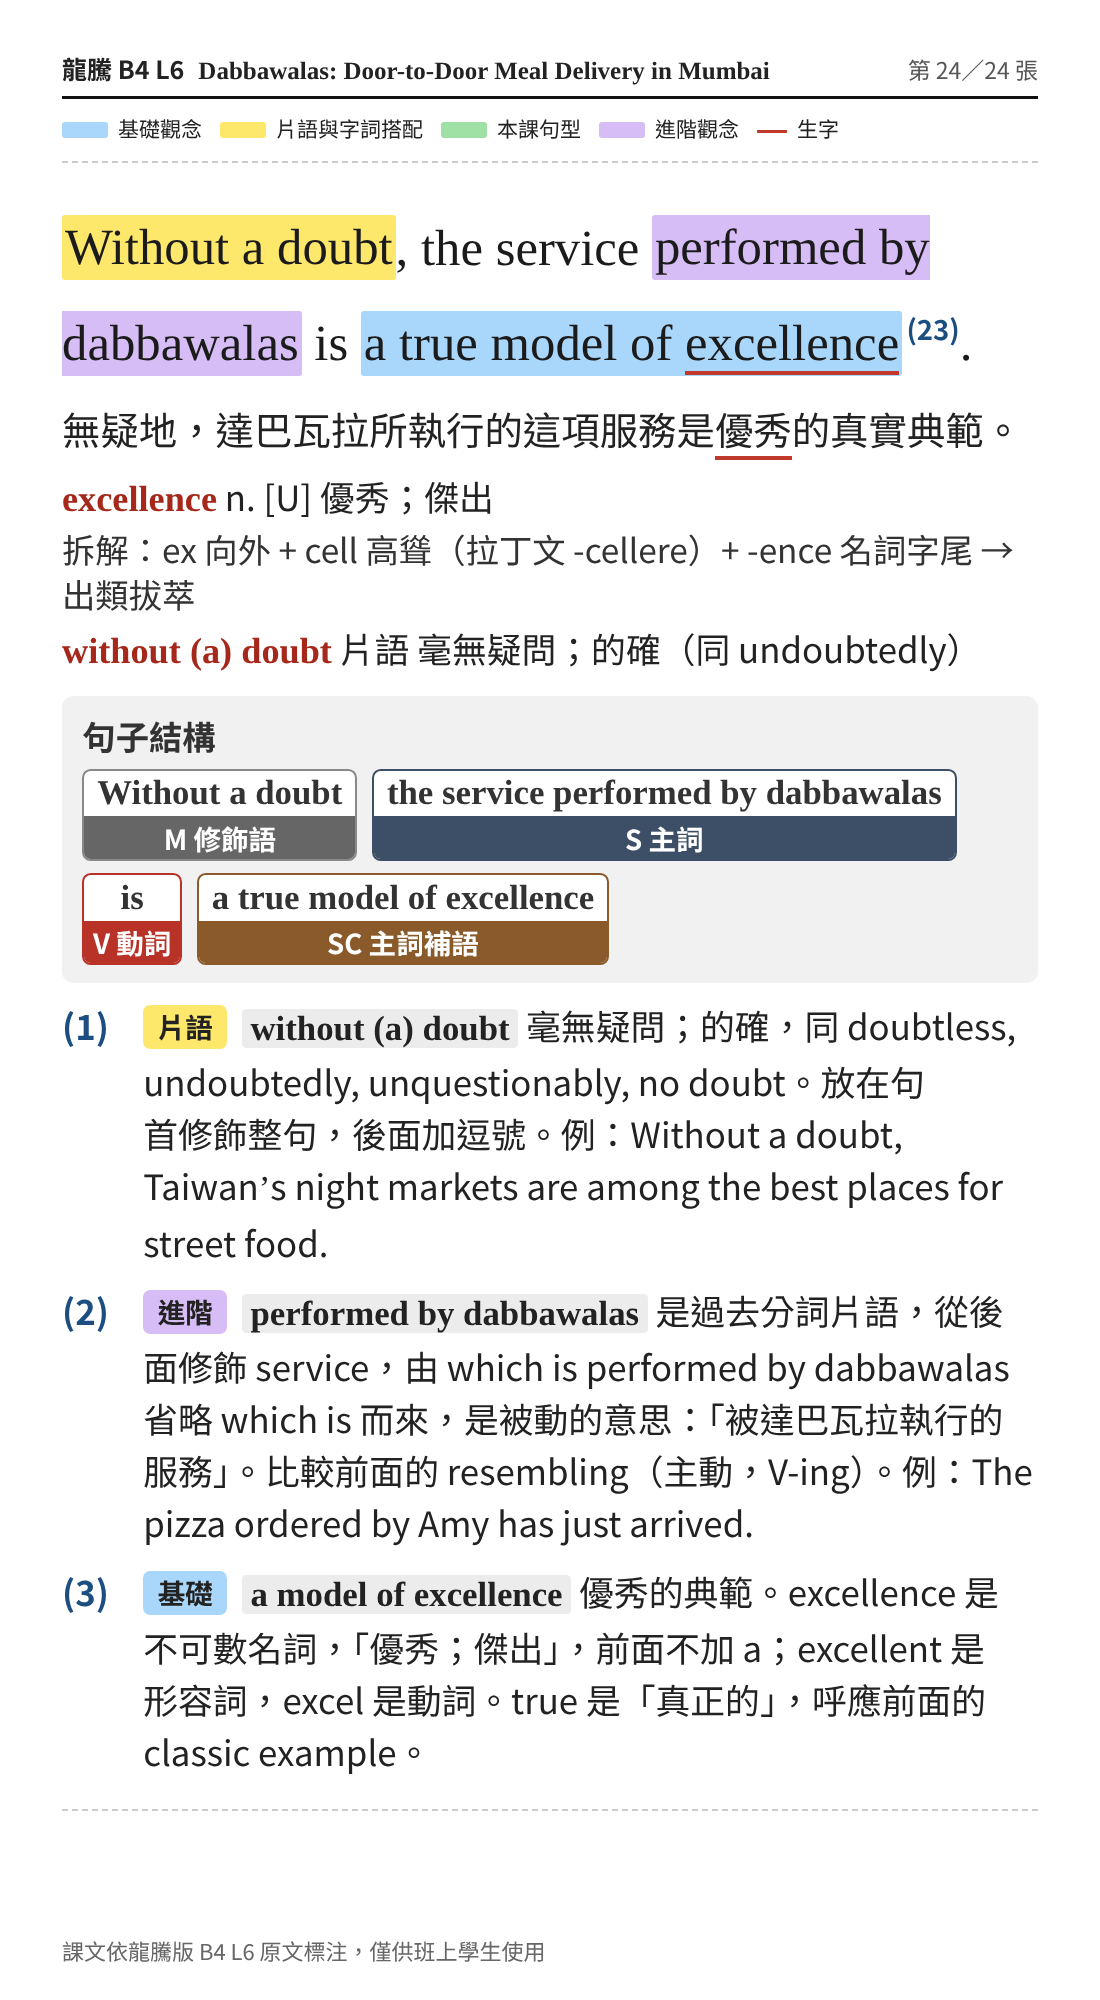 龍騰 B4 L6 Dabbawalas: Door-to-Door Meal Delivery in Mumbai 第 24／24 張
基礎觀念 片語與字詞搭配 本課句型 進階觀念 生字
Without a doubt, the service performed by
dabbawalas is a true model of excellence (23).
無疑地，達巴瓦拉所執行的這項服務是優秀的真實典範。
excellence n. [U] 優秀；傑出
拆解：ex 向外 + cell 高聳（拉丁文 -cellere）+ -ence 名詞字尾 →
出類拔萃
without (a) doubt 片語 毫無疑問；的確（同 undoubtedly）
句子結構
Without a doubt the service performed by dabbawalas
M 修飾語 S 主詞
is a true model of excellence
V 動詞 SC 主詞補語
(1) 片語 without (a) doubt 毫無疑問；的確，同 doubtless,
undoubtedly, unquestionably, no doubt。放在句
首修飾整句，後面加逗號。例：Without a doubt,
Taiwan’s night markets are among the best places for
street food.
(2) 進階 performed by dabbawalas 是過去分詞片語，從後
面修飾 service，由 which is performed by dabbawalas
省略 which is 而來，是被動的意思：「被達巴瓦拉執行的
服務」。比較前面的 resembling（主動，V-ing）。例：The
pizza ordered by Amy has just arrived.
(3) 基礎 a model of excellence 優秀的典範。excellence 是
不可數名詞，「優秀；傑出」，前面不加 a；excellent 是
形容詞，excel 是動詞。true 是「真正的」，呼應前面的
classic example。
課文依龍騰版 B4 L6 原文標注，僅供班上學生使用